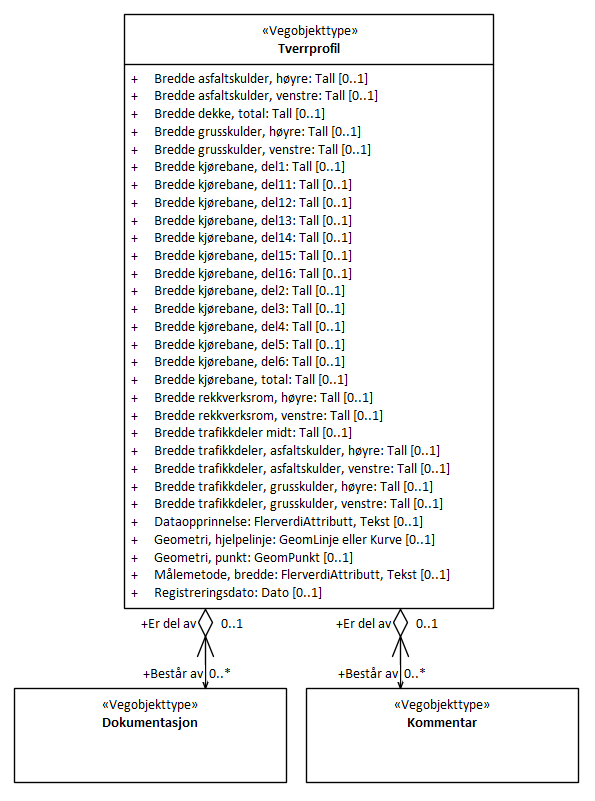 «Vegobjekttype»
Tverrprofil
+ Bredde asfaltskulder, høyre: Tall [0..1]
+ Bredde asfaltskulder, venstre: Tall [0..1]
+ Bredde dekke, total: Tall [0..1]
+ Bredde grusskulder, høyre: Tall [0..1]
+ Bredde grusskulder, venstre: Tall [0..1]
+ Bredde kjørebane, del1: Tall [0..1]
+ Bredde kjørebane, del11: Tall [0..1]
+ Bredde kjørebane, del12: Tall [0..1]
+ Bredde kjørebane, del13: Tall [0..1]
+ Bredde kjørebane, del14: Tall [0..1]
+ Bredde kjørebane, del15: Tall [0..1]
+ Bredde kjørebane, del16: Tall [0..1]
+ Bredde kjørebane, del2: Tall [0..1]
+ Bredde kjørebane, del3: Tall [0..1]
+ Bredde kjørebane, del4: Tall [0..1]
+ Bredde kjørebane, del5: Tall [0..1]
+ Bredde kjørebane, del6: Tall [0..1]
+ Bredde kjørebane, total: Tall [0..1]
+ Bredde rekkverksrom, høyre: Tall [0..1]
+ Bredde rekkverksrom, venstre: Tall [0..1]
+ Bredde trafikkdeler midt: Tall [0..1]
+ Bredde trafikkdeler, asfaltskulder, høyre: Tall [0..1]
+ Bredde trafikkdeler, asfaltskulder, venstre: Tall [0..1]
+ Bredde trafikkdeler, grusskulder, høyre: Tall [0..1]
+ Bredde trafikkdeler, grusskulder, venstre: Tall [0..1]
+ Dataopprinnelse: FlerverdiAttributt, Tekst [0..1]
+ Geometri, hjelpelinje: GeomLinje eller Kurve [0..1]
+ Geometri, punkt: GeomPunkt [0..1]
+ Målemetode, bredde: FlerverdiAttributt, Tekst [0..1]
+ Registreringsdato: Dato [0..1]
+Er del av 0..1
+Består av 0..*
«Vegobjekttype»
Dokumentasjon
+Er del av 0..1
+Består av 0..*
«Vegobjekttype»
Kommentar